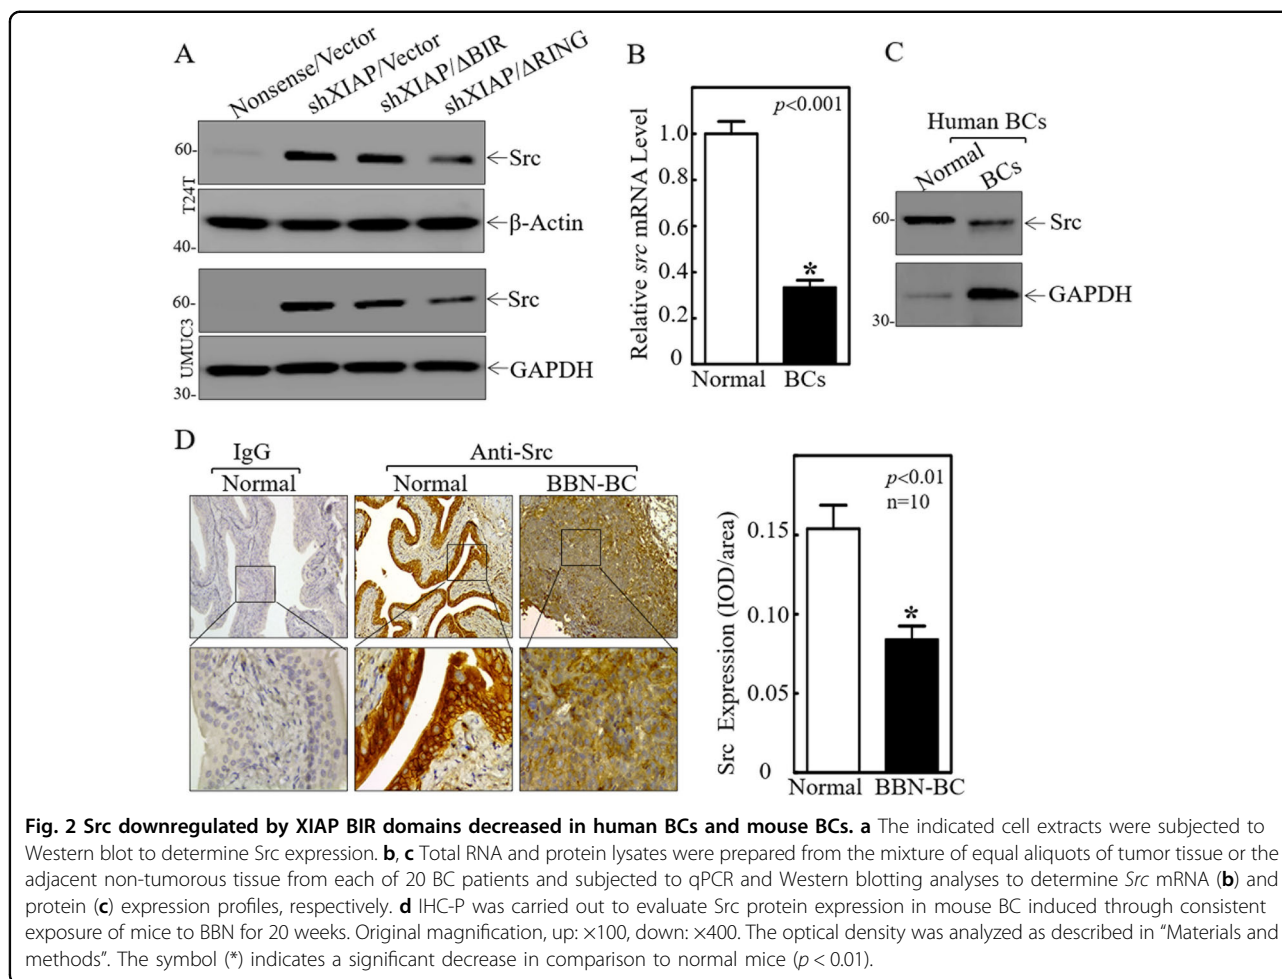 A
Nonsense/Vector
shXIAP/Vector
shXIAP/ΔBIR
shXIAP/ΔRING
T24T
60-
←Src
←β-Actin
40-
UMUC3
60-
←Src
←GAPDH
30-
B
p<0.001
Relative src mRNA Level
1.0
0.8
0.6
0.4
0.2
0
*
Normal BCs
C
Human BCs
Normal
BCs
60-
←Src
←GAPDH
30-
D
IgG
Anti-Src
Normal
Normal
BBN-BC
p<0.01
n=10
Src Expression (IOD/area)
0.15
0.10
0.05
0
*
Normal BBN-BC
Fig. 2 Src downregulated by XIAP BIR domains decreased in human BCs and mouse BCs. a The indicated cell extracts were subjected to
Western blot to determine Src expression. b, c Total RNA and protein lysates were prepared from the mixture of equal aliquots of tumor tissue or the
adjacent non-tumorous tissue from each of 20 BC patients and subjected to qPCR and Western blotting analyses to determine Src mRNA (b) and
protein (c) expression profiles, respectively. d IHC-P was carried out to evaluate Src protein expression in mouse BC induced through consistent
exposure of mice to BBN for 20 weeks. Original magnification, up: ×100, down: ×400. The optical density was analyzed as described in “Materials and
methods”. The symbol (*) indicates a significant decrease in comparison to normal mice (p < 0.01).